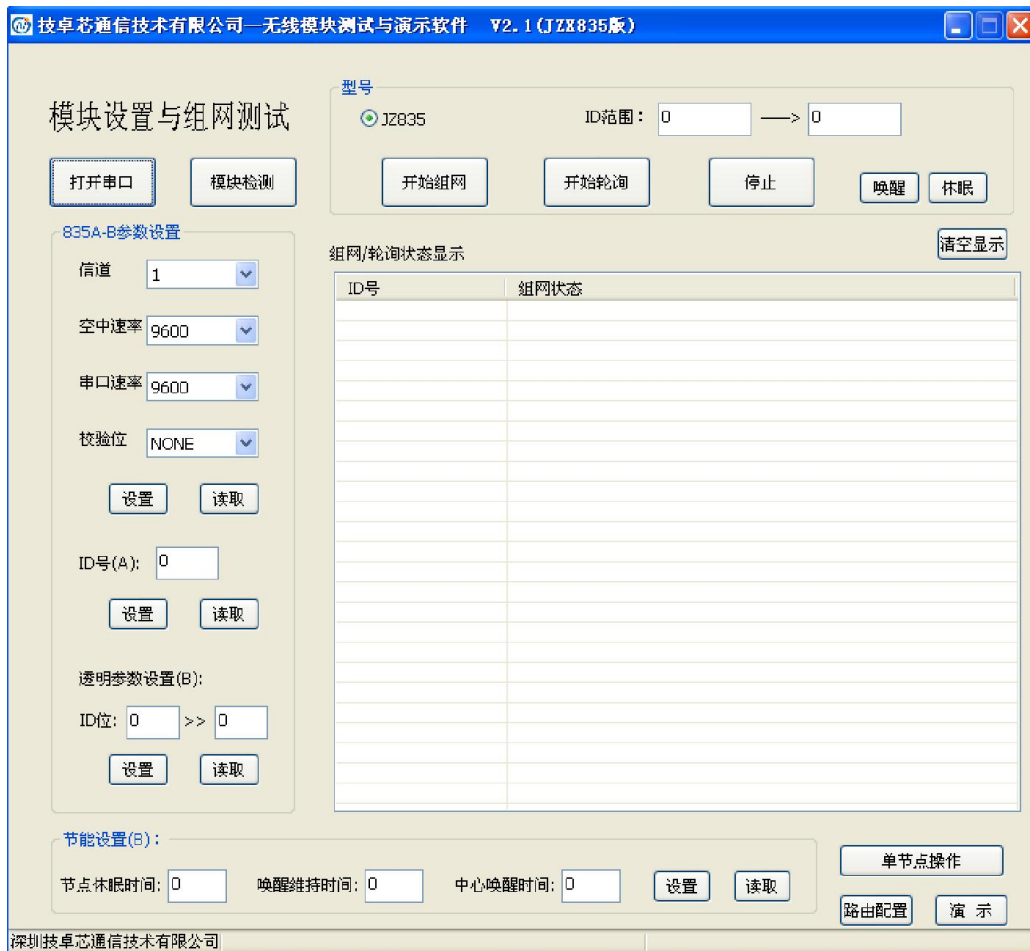 技卓芯通信技术有限公司—无线模块测试与演示软件 V2.1(JZX835版)
模块设置与组网测试
打开串口 模块检测
型号
JZ835 ID范围： 0 ——> 0
开始组网 开始轮询 停止 唤醒 休眠
835A-B参数设置
信道 1
空中速率 9600
串口速率 9600
校验位 NONE
设置 读取
ID号(A): 0
设置 读取
透明参数设置(B):
ID位: 0 >> 0
设置 读取
组网/轮询状态显示 清空显示
ID号 组网状态
节能设置(B)：
节点休眠时间: 0 唤醒维持时间: 0 中心唤醒时间: 0 设置 读取
单节点操作
路由配置 演 示
深圳技卓芯通信技术有限公司